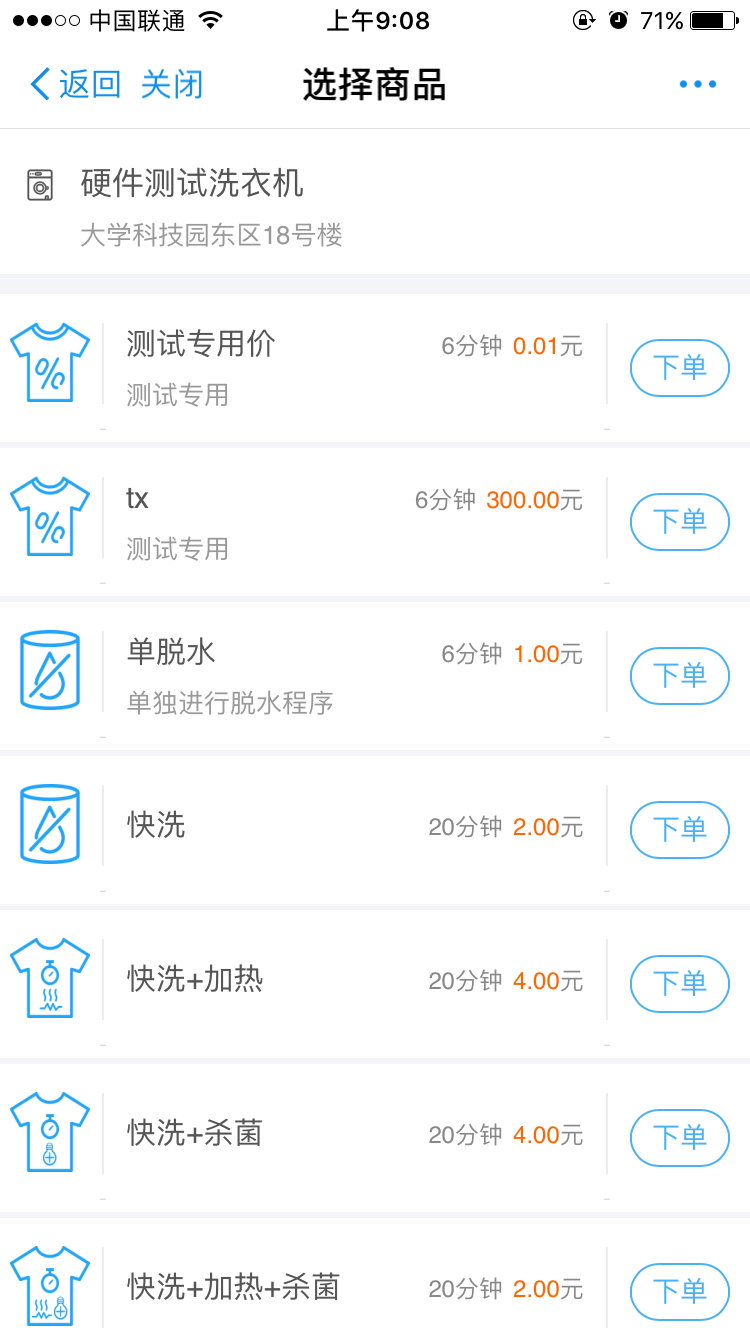 中国联通 上午9:08 71%
返回 关闭 选择商品
硬件测试洗衣机
大学科技园东区18号楼
测试专用价 6分钟 0.01元 下单
测试专用
tx 6分钟 300.00元 下单
测试专用
单脱水 6分钟 1.00元 下单
单独进行脱水程序
快洗 20分钟 2.00元 下单
快洗+加热 20分钟 4.00元 下单
快洗+杀菌 20分钟 4.00元 下单
快洗+加热+杀菌 20分钟 2.00元 下单